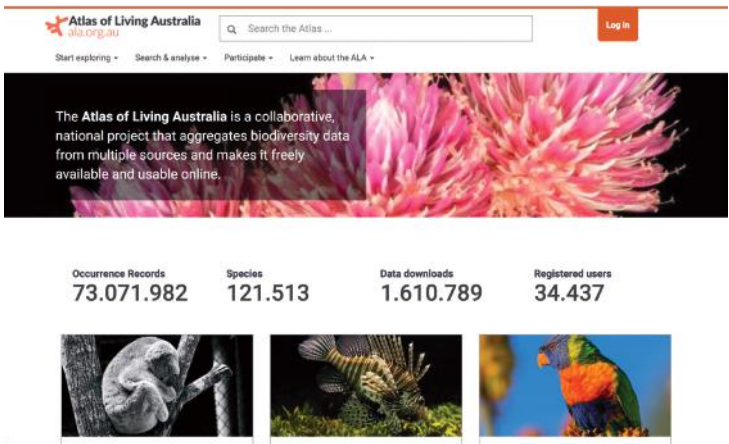 Atlas of Living Australia
ala.org.au
Search the Atlas ...
Log in
Start exploring
Search & analyse
Participate
Learn about the ALA
The Atlas of Living Australia is a collaborative,
national project that aggregates biodiversity data
from multiple sources and makes it freely
available and usable online.
Occurrence Records
73.071.982
Species
121.513
Data downloads
1.610.789
Registered users
34.437